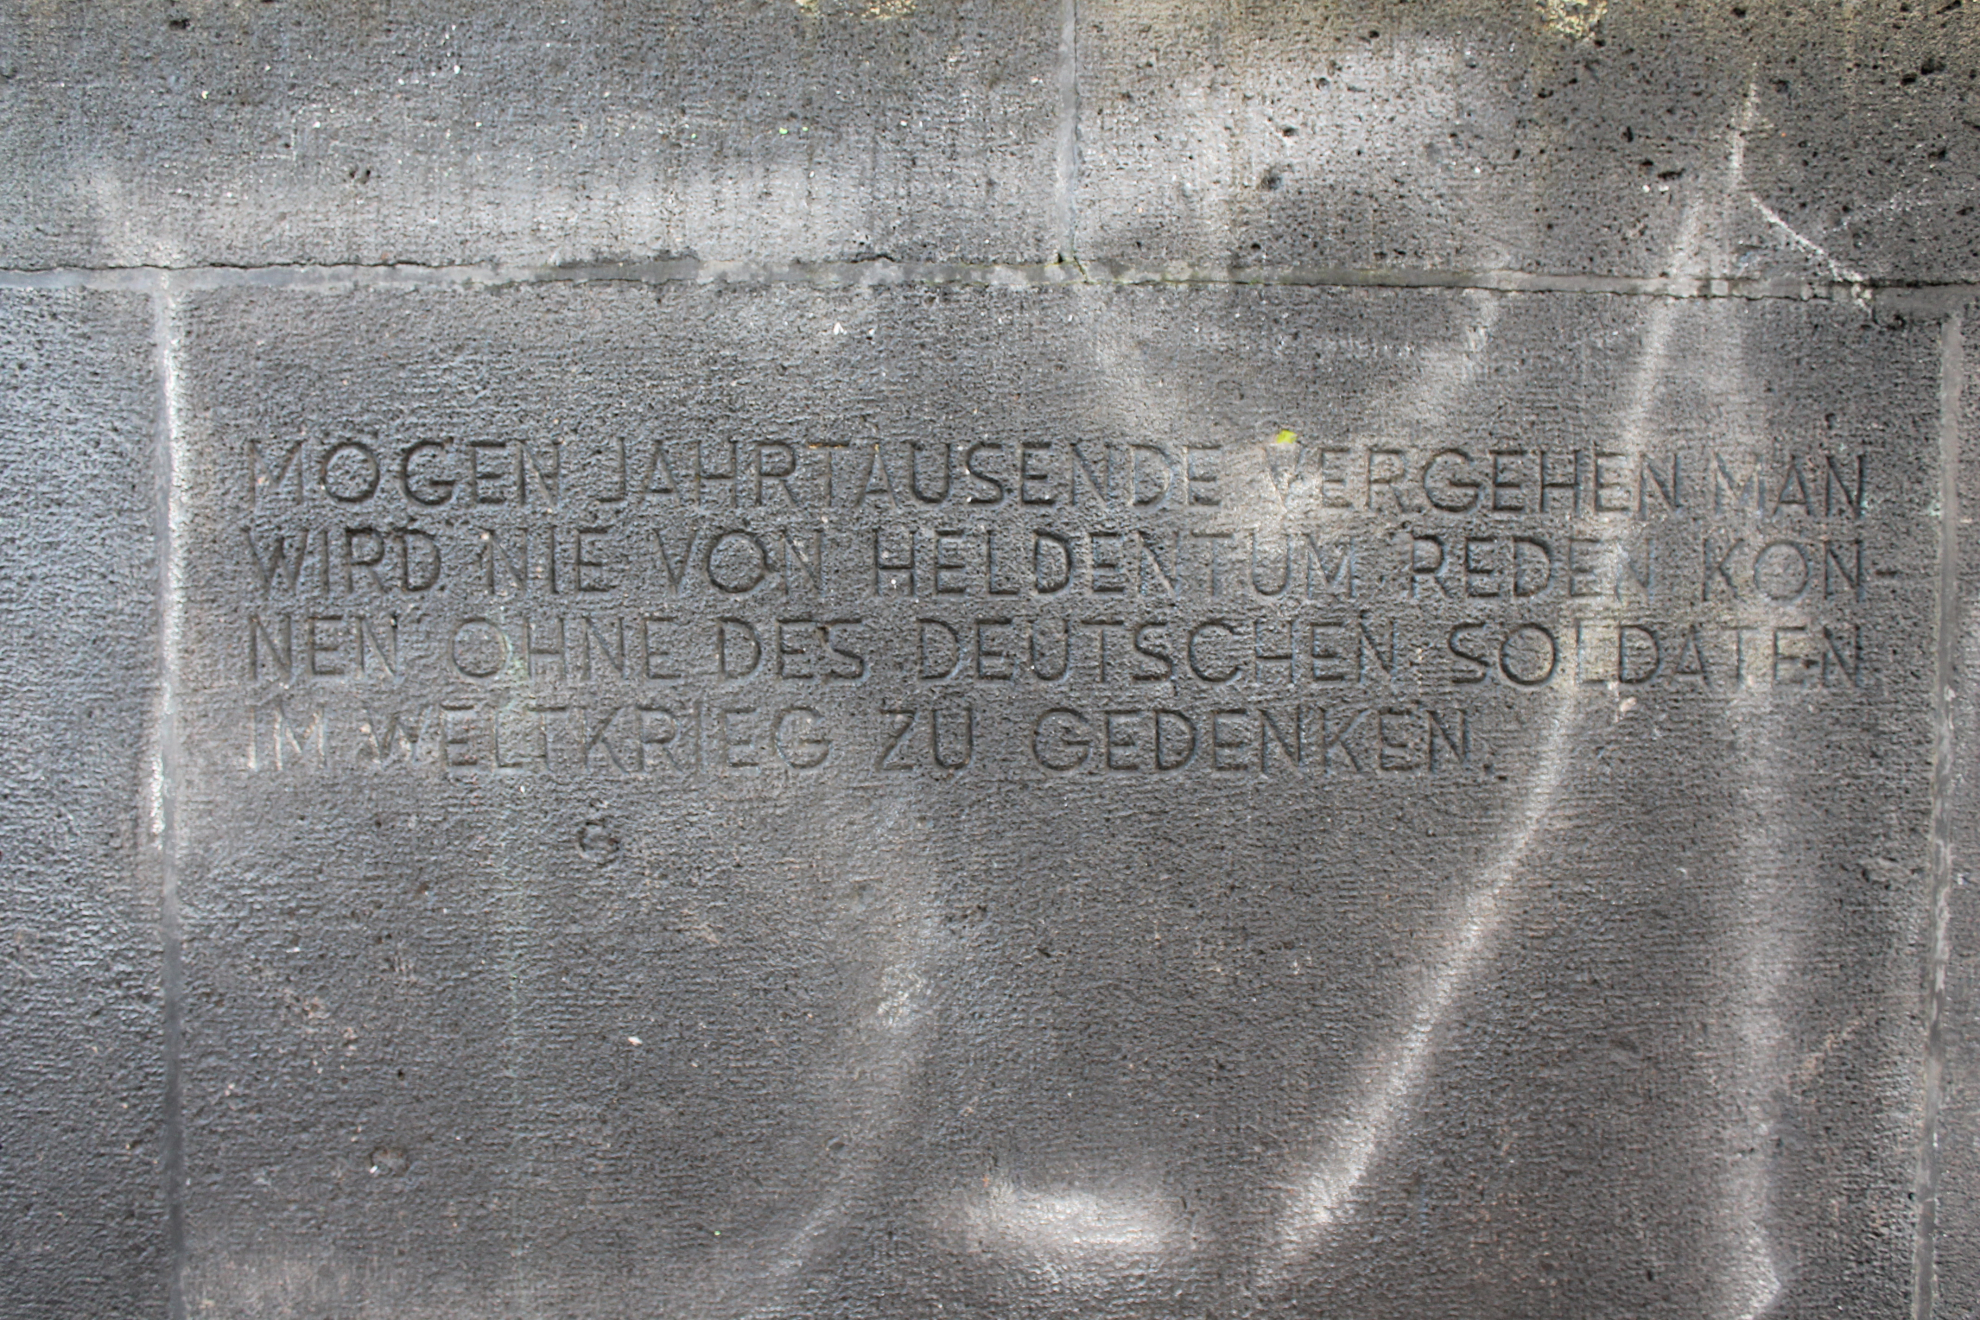 MÖGEN JAHRTAUSENDE VERGEHEN MAN
WIRD NIE VON HELDENTUM REDEN KÖN-
NEN OHNE DES DEUTSCHEN SOLDATEN
IM WELTKRIEG ZU GEDENKEN.